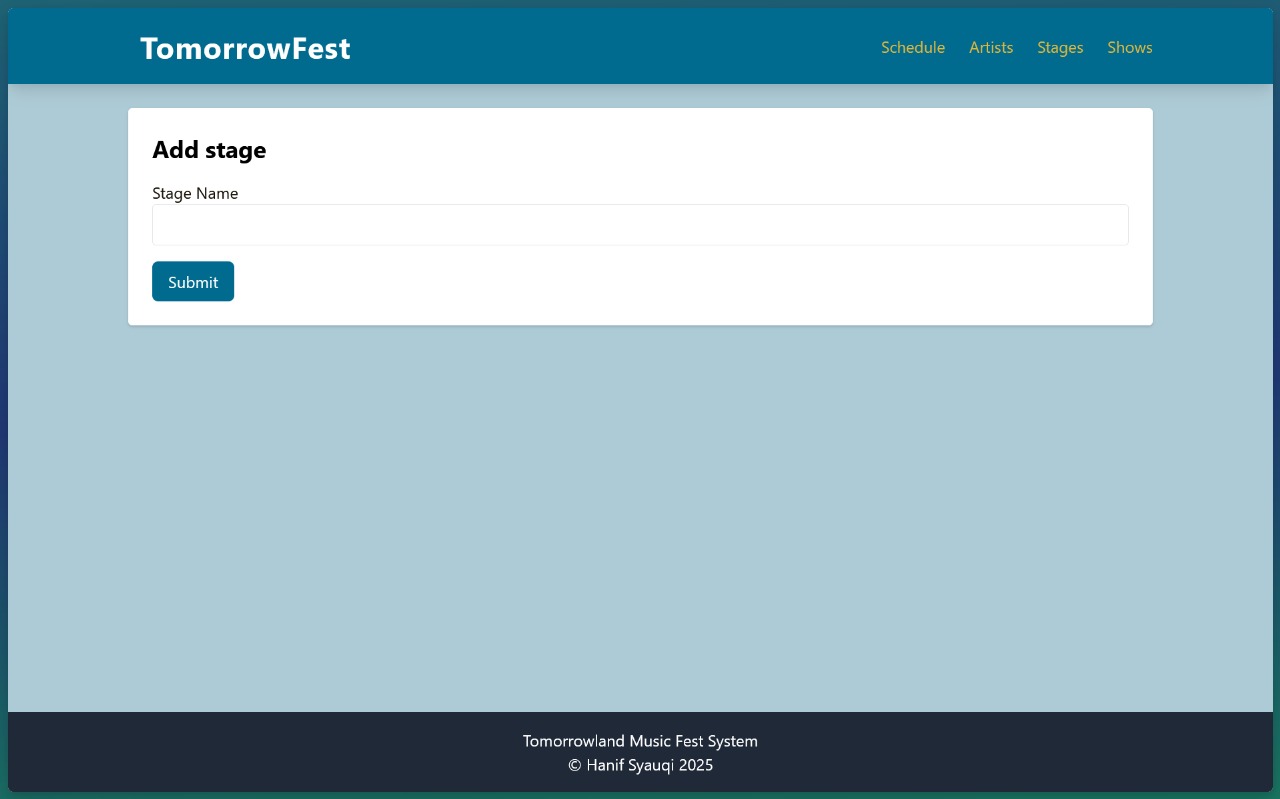 TomorrowFest
Schedule Artists Stages Shows
Add stage
Stage Name
Submit
Tomorrowland Music Fest System
© Hanif Syauqi 2025